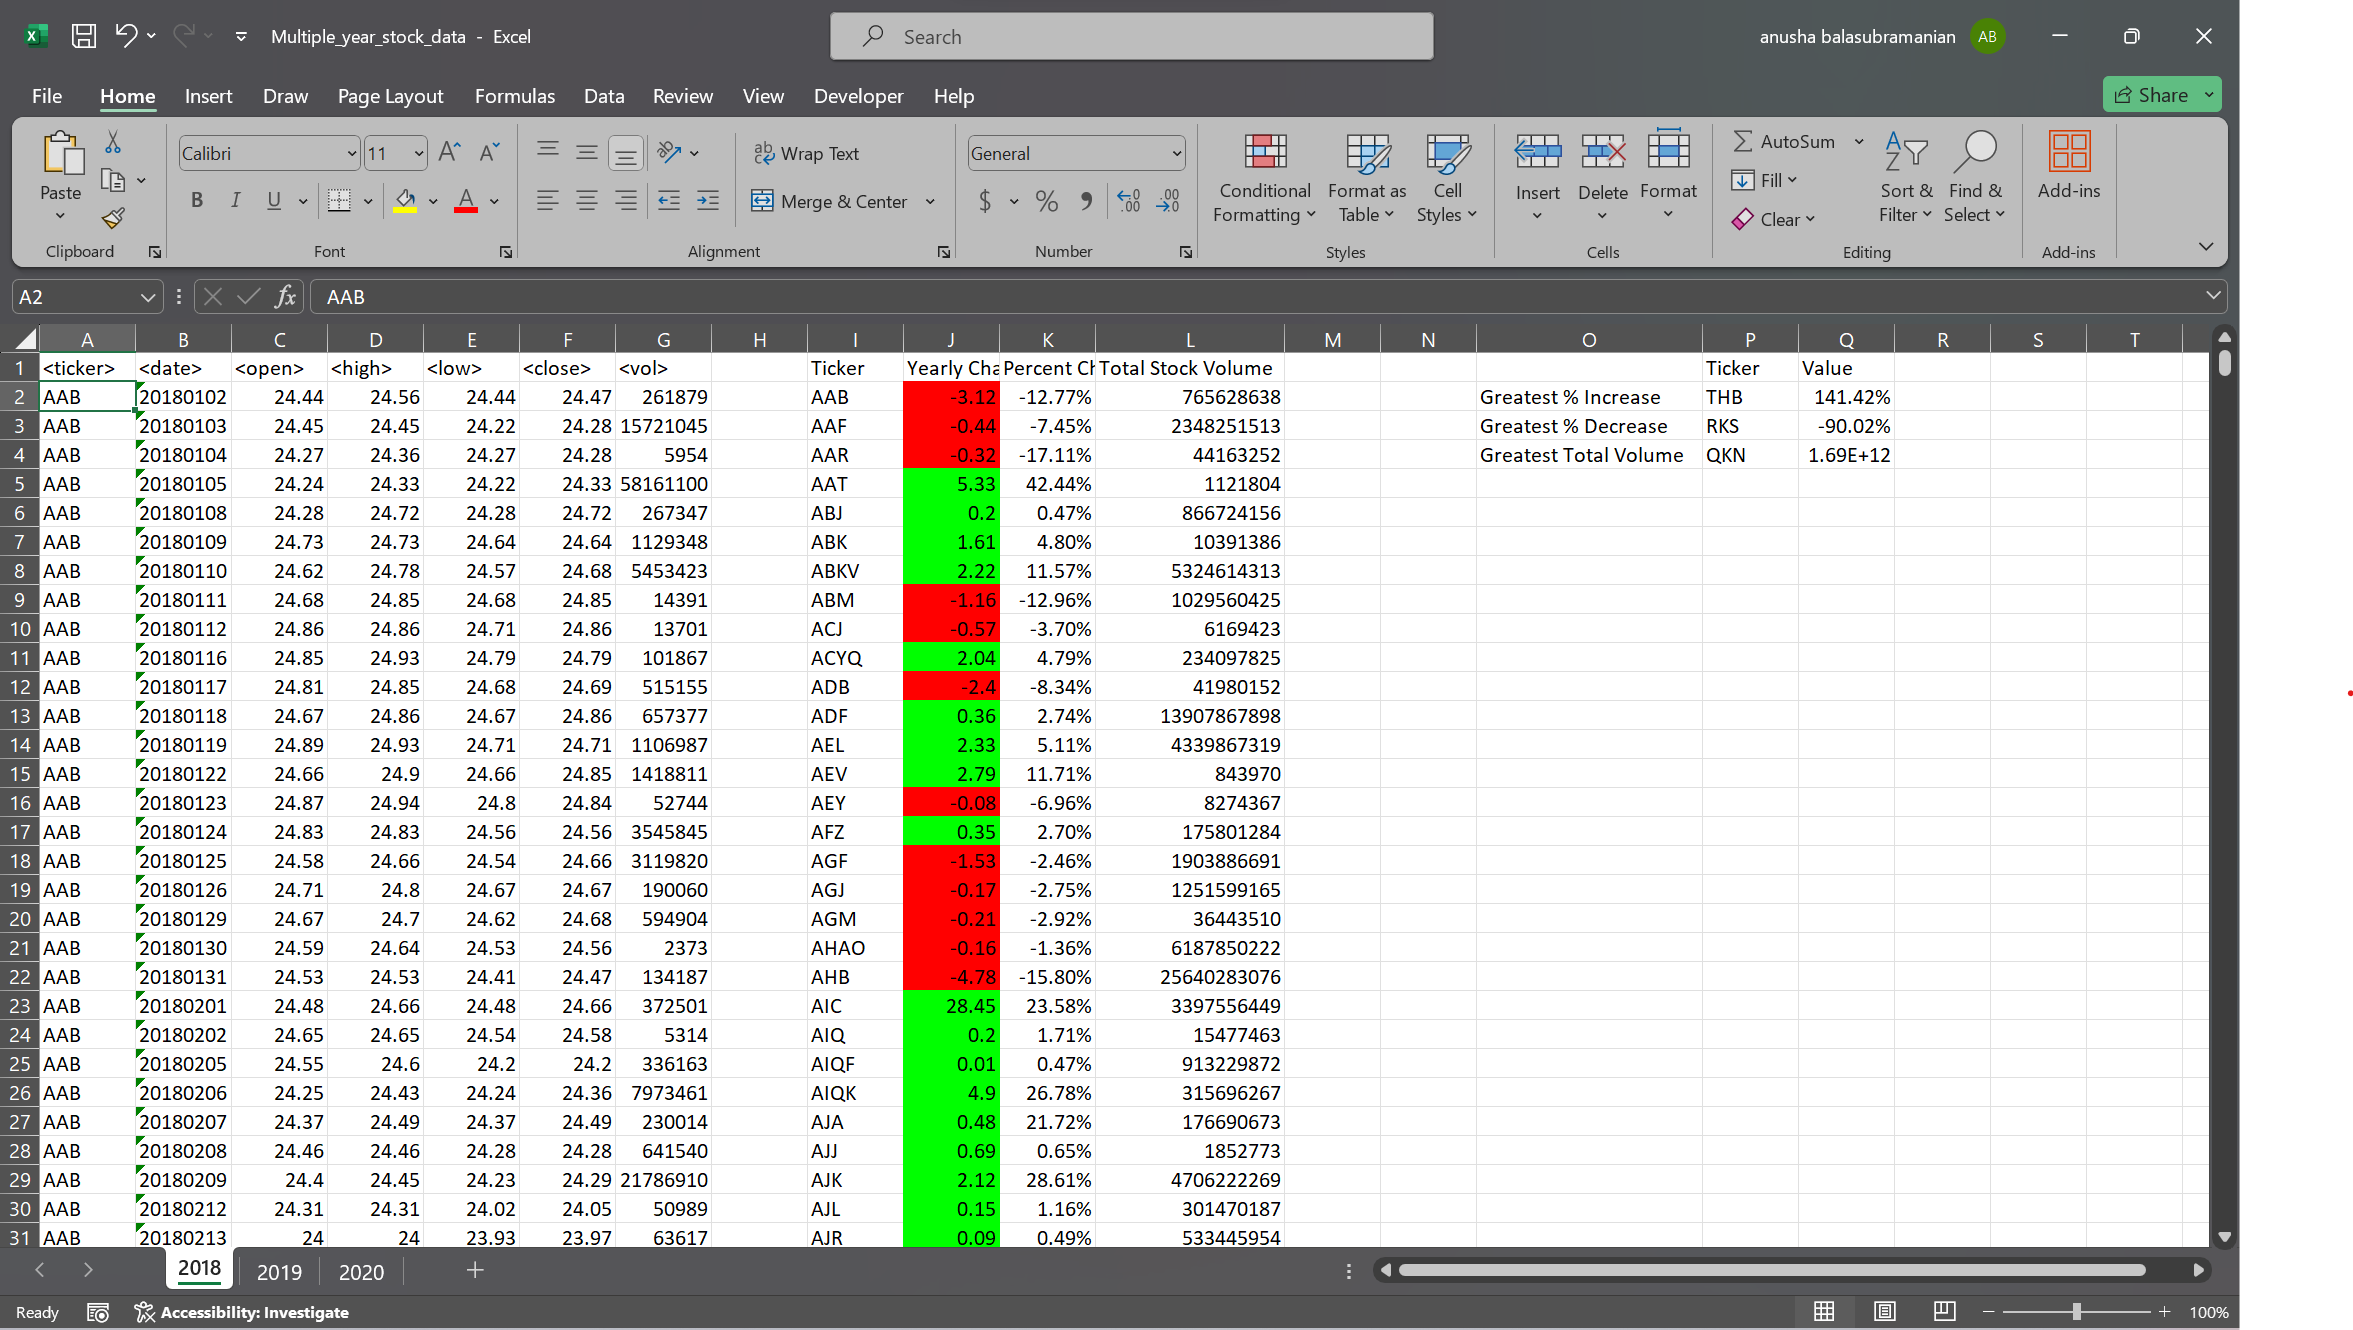 Multiple_year_stock_data - Excel
Search
anusha balasubramanian AB
File Home Insert Draw Page Layout Formulas Data Review View Developer Help Share
Paste
Clipboard
Calibri 11
B I U
Font
Wrap Text
Merge & Center
Alignment
General
$ % 9
Number
Conditional Formatting
Format as Table
Cell Styles
Styles
Insert Delete Format
Cells
AutoSum
Fill
Clear
Sort & Filter
Find & Select
Editing
Add-ins
Add-ins
A2 fx AAB
A B C D E F G H I J K L M N O P Q R S T
1 <ticker> <date> <open> <high> <low> <close> <vol> Ticker Yearly Cha Percent Ch Total Stock Volume Ticker Value
2 AAB 20180102 24.44 24.56 24.44 24.47 261879 AAB -3.12 -12.77% 765628638 Greatest % Increase THB 141.42%
3 AAB 20180103 24.45 24.45 24.22 24.28 15721045 AAF -0.44 -7.45% 2348251513 Greatest % Decrease RKS -90.02%
4 AAB 20180104 24.27 24.36 24.27 24.28 5954 AAR -0.32 -17.11% 44163252 Greatest Total Volume QKN 1.69E+12
5 AAB 20180105 24.24 24.33 24.22 24.33 58161100 AAT 5.33 42.44% 1121804
6 AAB 20180108 24.28 24.72 24.28 24.72 267347 ABJ 0.2 0.47% 866724156
7 AAB 20180109 24.73 24.73 24.64 24.64 1129348 ABK 1.61 4.80% 10391386
8 AAB 20180110 24.62 24.78 24.57 24.68 5453423 ABKV 2.22 11.57% 5324614313
9 AAB 20180111 24.68 24.85 24.68 24.85 14391 ABM -1.16 -12.96% 1029560425
10 AAB 20180112 24.86 24.86 24.71 24.86 13701 ACJ -0.57 -3.70% 6169423
11 AAB 20180116 24.85 24.93 24.79 24.79 101867 ACYQ 2.04 4.79% 234097825
12 AAB 20180117 24.81 24.85 24.68 24.69 515155 ADB -2.4 -8.34% 41980152
13 AAB 20180118 24.67 24.86 24.67 24.86 657377 ADF 0.36 2.74% 13907867898
14 AAB 20180119 24.89 24.93 24.71 24.71 1106987 AEL 2.33 5.11% 4339867319
15 AAB 20180122 24.66 24.9 24.66 24.85 1418811 AEV 2.79 11.71% 843970
16 AAB 20180123 24.87 24.94 24.8 24.84 52744 AEY -0.08 -6.96% 8274367
17 AAB 20180124 24.83 24.83 24.56 24.56 3545845 AFZ 0.35 2.70% 175801284
18 AAB 20180125 24.58 24.66 24.54 24.66 3119820 AGF -1.53 -2.46% 1903886691
19 AAB 20180126 24.71 24.8 24.67 24.67 190060 AGJ -0.17 -2.75% 1251599165
20 AAB 20180129 24.67 24.7 24.62 24.68 594904 AGM -0.21 -2.92% 36443510
21 AAB 20180130 24.59 24.64 24.53 24.56 2373 AHAO -0.16 -1.36% 6187850222
22 AAB 20180131 24.53 24.53 24.41 24.47 134187 AHB -4.78 -15.80% 25640283076
23 AAB 20180201 24.48 24.66 24.48 24.66 372501 AIC 28.45 23.58% 3397556449
24 AAB 20180202 24.65 24.65 24.54 24.58 5314 AIQ 0.2 1.71% 15477463
25 AAB 20180205 24.55 24.6 24.2 24.2 336163 AIQF 0.01 0.47% 913229872
26 AAB 20180206 24.25 24.43 24.24 24.36 7973461 AIQK 4.9 26.78% 315696267
27 AAB 20180207 24.37 24.49 24.37 24.49 230014 AJA 0.48 21.72% 176690673
28 AAB 20180208 24.46 24.46 24.28 24.28 641540 AJJ 0.69 0.65% 1852773
29 AAB 20180209 24.4 24.45 24.23 24.29 21786910 AJK 2.12 28.61% 4706222269
30 AAB 20180212 24.31 24.31 24.02 24.05 50989 AJL 0.15 1.16% 301470187
31 AAB 20180213 24 24 23.93 23.97 63617 AJR 0.09 0.49% 533445954
2018 2019 2020
Ready Accessibility: Investigate 100%